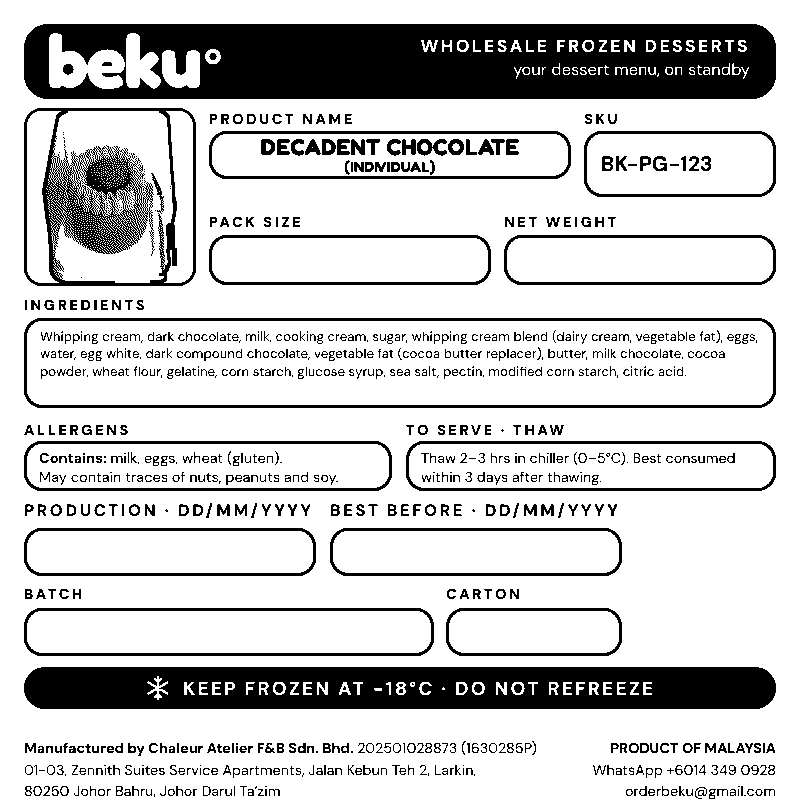 beku°
WHOLESALE FROZEN DESSERTS
your dessert menu, on standby
PRODUCT NAME
DECADENT CHOCOLATE
(INDIVIDUAL)
SKU
BK-PG-123
PACK SIZE
NET WEIGHT
INGREDIENTS
Whipping cream, dark chocolate, milk, cooking cream, sugar, whipping cream blend (dairy cream, vegetable fat), eggs,
water, egg white, dark compound chocolate, vegetable fat (cocoa butter replacer), butter, milk chocolate, cocoa
powder, wheat flour, gelatine, corn starch, glucose syrup, sea salt, pectin, modified corn starch, citric acid.
ALLERGENS
Contains: milk, eggs, wheat (gluten).
May contain traces of nuts, peanuts and soy.
TO SERVE · THAW
Thaw 2–3 hrs in chiller (0–5°C). Best consumed
within 3 days after thawing.
PRODUCTION · DD/MM/YYYY
BEST BEFORE · DD/MM/YYYY
BATCH
CARTON
KEEP FROZEN AT -18°C · DO NOT REFREEZE
Manufactured by Chaleur Atelier F&B Sdn. Bhd. 202501028873 (1630286P)
01-03, Zennith Suites Service Apartments, Jalan Kebun Teh 2, Larkin,
80250 Johor Bahru, Johor Darul Ta'zim
PRODUCT OF MALAYSIA
WhatsApp +6014 349 0928
orderbeku@gmail.com